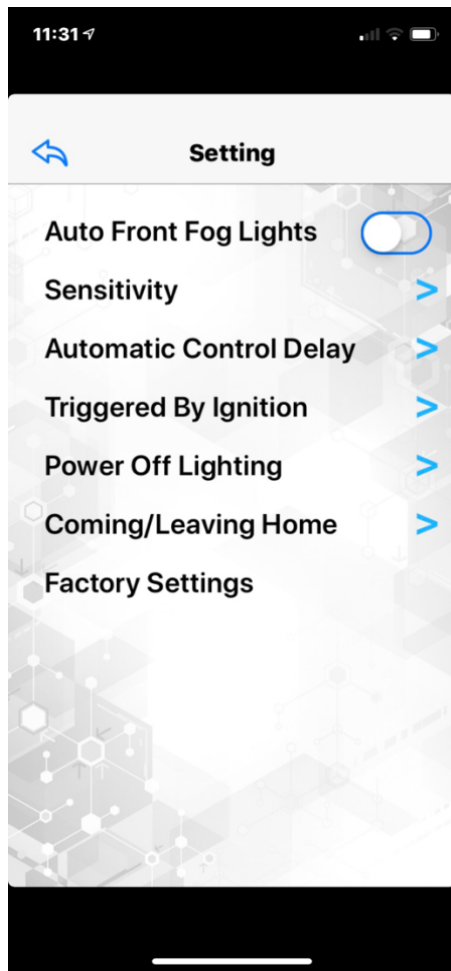 11:31
Setting
Auto Front Fog Lights
Sensitivity >
Automatic Control Delay >
Triggered By Ignition >
Power Off Lighting >
Coming/Leaving Home >
Factory Settings